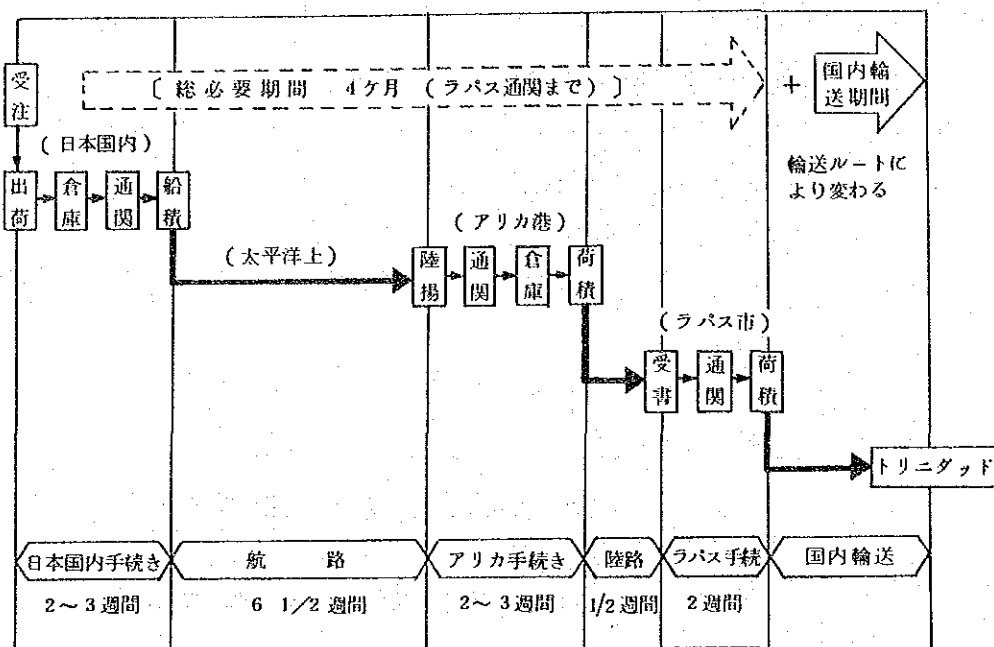 受注
〔総必要期間 4ケ月 (ラパス通関まで)〕
+
国内輸送期間
輸送ルートに
より変わる
(日本国内)
出荷
倉庫
通関
船積
(太平洋上)
(アリカ港)
陸揚
通関
倉庫
荷積
(ラパス市)
受書
通関
荷積
トリニダッド
日本国内手続き
航路
アリカ手続き
陸路
ラパス手続
国内輸送
2~3週間
6 1/2週間
2~3週間
1/2週間
2週間